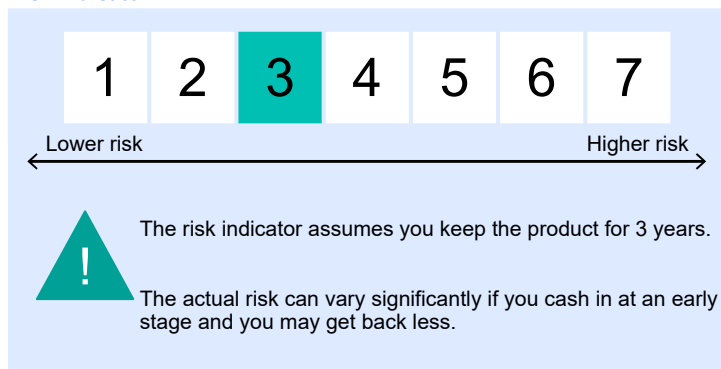 1 2 3 4 5 6 7
Lower risk Higher risk
! The risk indicator assumes you keep the product for 3 years.
The actual risk can vary significantly if you cash in at an early
stage and you may get back less.